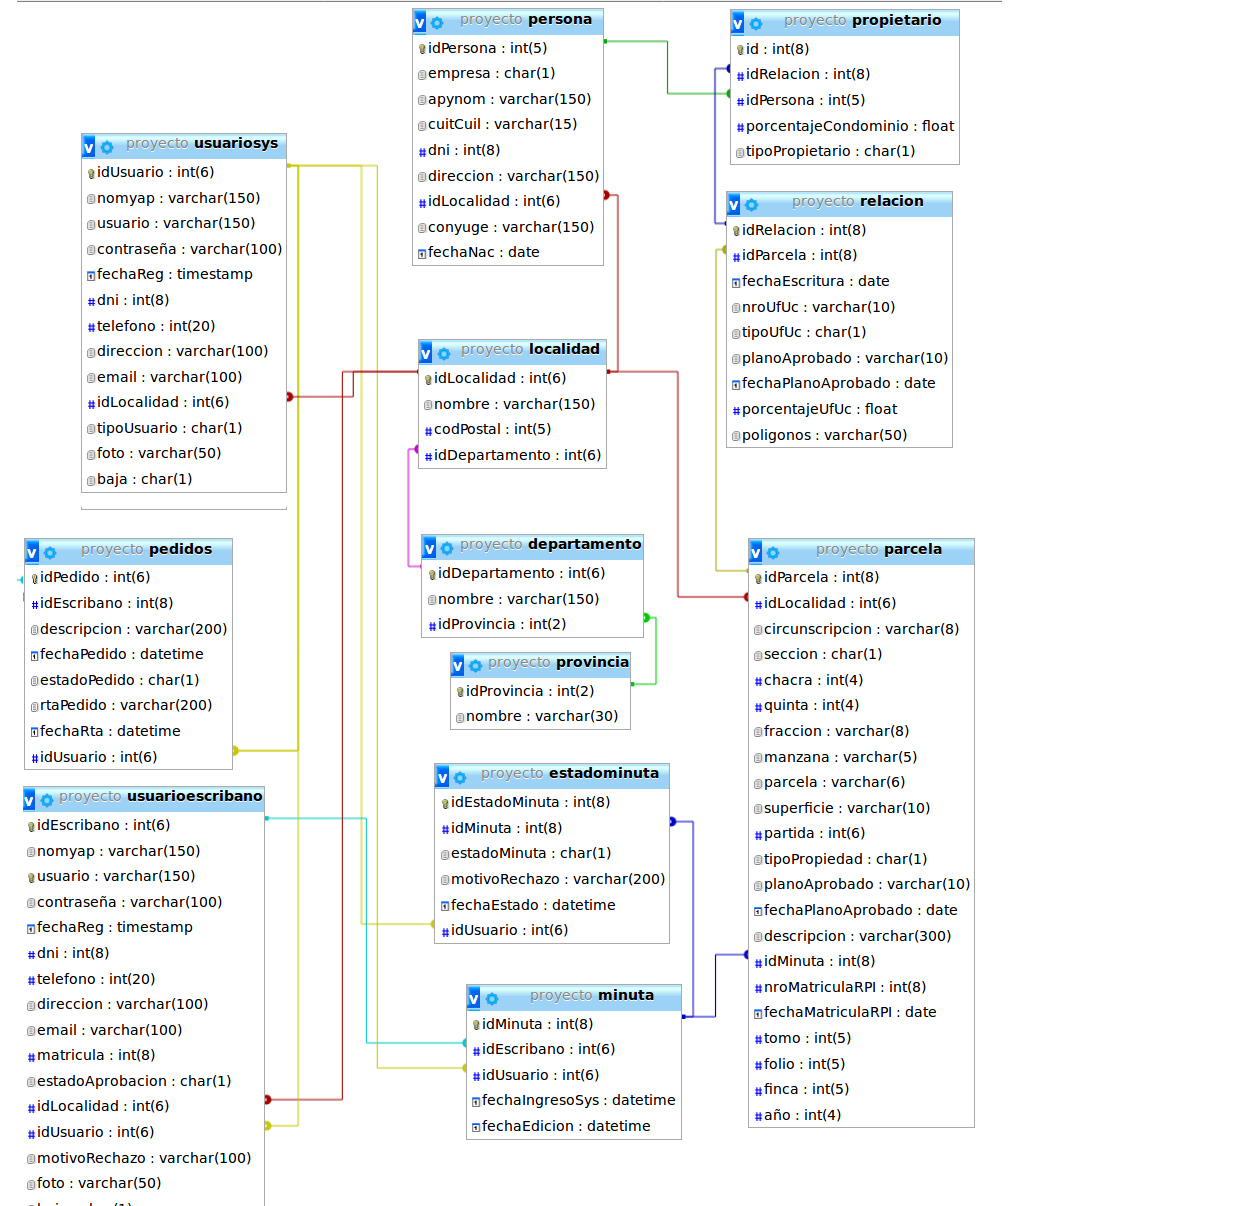 proyecto persona
idPersona : int(5)
empresa : char(1)
apynom : varchar(150)
cuitCuil : varchar(15)
dni : int(8)
direccion : varchar(150)
idLocalidad : int(6)
conyuge : varchar(150)
fechaNac : date
proyecto propietario
id : int(8)
idRelacion : int(8)
idPersona : int(5)
porcentajeCondominio : float
tipoPropietario : char(1)
proyecto usuariosys
idUsuario : int(6)
nomyap : varchar(150)
usuario : varchar(150)
contraseña : varchar(100)
fechaReg : timestamp
dni : int(8)
telefono : int(20)
direccion : varchar(100)
email : varchar(100)
idLocalidad : int(6)
tipoUsuario : char(1)
foto : varchar(50)
baja : char(1)
proyecto relacion
idRelacion : int(8)
idParcela : int(8)
fechaEscritura : date
nroUfUc : varchar(10)
tipoUfUc : char(1)
planoAprobado : varchar(10)
fechaPlanoAprobado : date
porcentajeUfUc : float
poligonos : varchar(50)
proyecto localidad
idLocalidad : int(6)
nombre : varchar(150)
codPostal : int(5)
idDepartamento : int(6)
proyecto pedidos
idPedido : int(6)
idEscribano : int(8)
descripcion : varchar(200)
fechaPedido : datetime
estadoPedido : char(1)
rtaPedido : varchar(200)
fechaRta : datetime
idUsuario : int(6)
proyecto departamento
idDepartamento : int(6)
nombre : varchar(150)
idProvincia : int(2)
proyecto provincia
idProvincia : int(2)
nombre : varchar(30)
proyecto parcela
idParcela : int(8)
idLocalidad : int(6)
circunscripcion : varchar(8)
seccion : char(1)
chacra : int(4)
quinta : int(4)
fraccion : varchar(8)
manzana : varchar(5)
parcela : varchar(6)
superficie : varchar(10)
partida : int(6)
tipoPropiedad : char(1)
planoAprobado : varchar(10)
fechaPlanoAprobado : date
descripcion : varchar(300)
idMinuta : int(8)
nroMatriculaRPI : int(8)
fechaMatriculaRPI : date
tomo : int(5)
folio : int(5)
finca : int(5)
año : int(4)
proyecto estadominuta
idEstadoMinuta : int(8)
idMinuta : int(8)
estadoMinuta : char(1)
motivoRechazo : varchar(200)
fechaEstado : datetime
idUsuario : int(6)
proyecto usuarioescribano
idEscribano : int(6)
nomyap : varchar(150)
usuario : varchar(150)
contraseña : varchar(100)
fechaReg : timestamp
dni : int(8)
telefono : int(20)
direccion : varchar(100)
email : varchar(100)
matricula : int(8)
estadoAprobacion : char(1)
idLocalidad : int(6)
idUsuario : int(6)
motivoRechazo : varchar(100)
foto : varchar(50)
proyecto minuta
idMinuta : int(8)
idEscribano : int(6)
idUsuario : int(6)
fechaIngresoSys : datetime
fechaEdicion : datetime